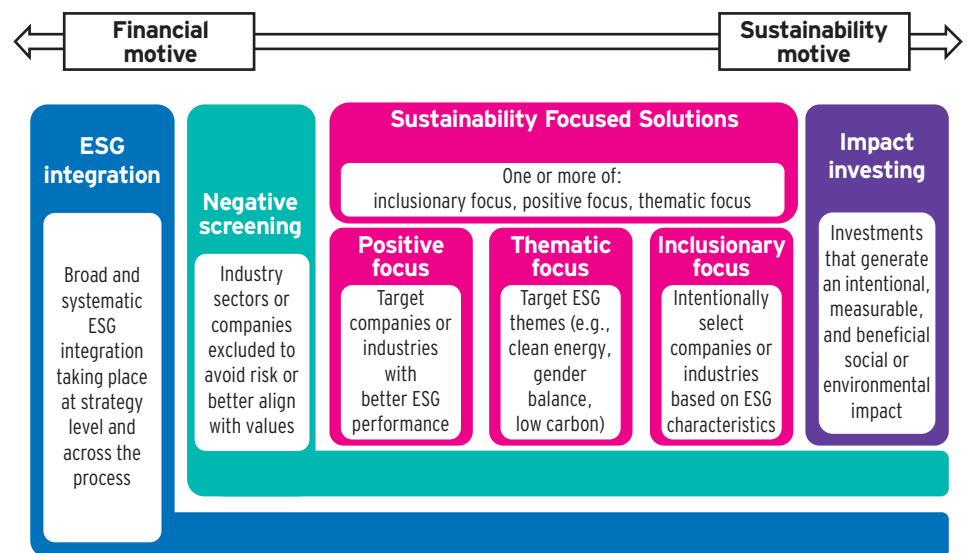 Financial
motive
Sustainability
motive
ESG
integration
Broad and
systematic
ESG
integration
taking place
at strategy
level and
across the
process
Negative
screening
Industry
sectors or
companies
excluded to
avoid risk or
better align
with values
Sustainability Focused Solutions
One or more of:
inclusionary focus, positive focus, thematic focus
Positive
focus
Target
companies or
industries
with
better ESG
performance
Thematic
focus
Target ESG
themes (e.g.,
clean energy,
gender
balance,
low carbon)
Inclusionary
focus
Intentionally
select
companies or
industries
based on ESG
characteristics
Impact
investing
Investments
that generate
an intentional,
measurable,
and beneficial
social or
environmental
impact